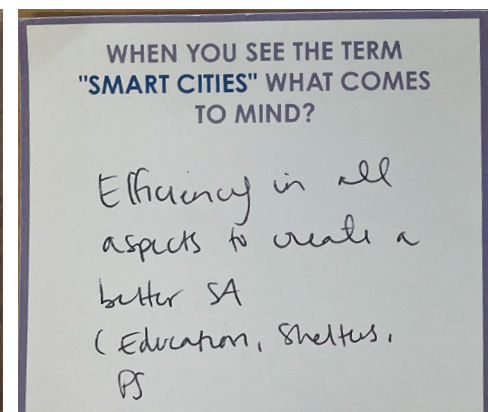 WHEN YOU SEE THE TERM
"SMART CITIES" WHAT COMES
TO MIND?
Efficiency in all
aspects to create a
better SA
(Education, Shelters,
PS